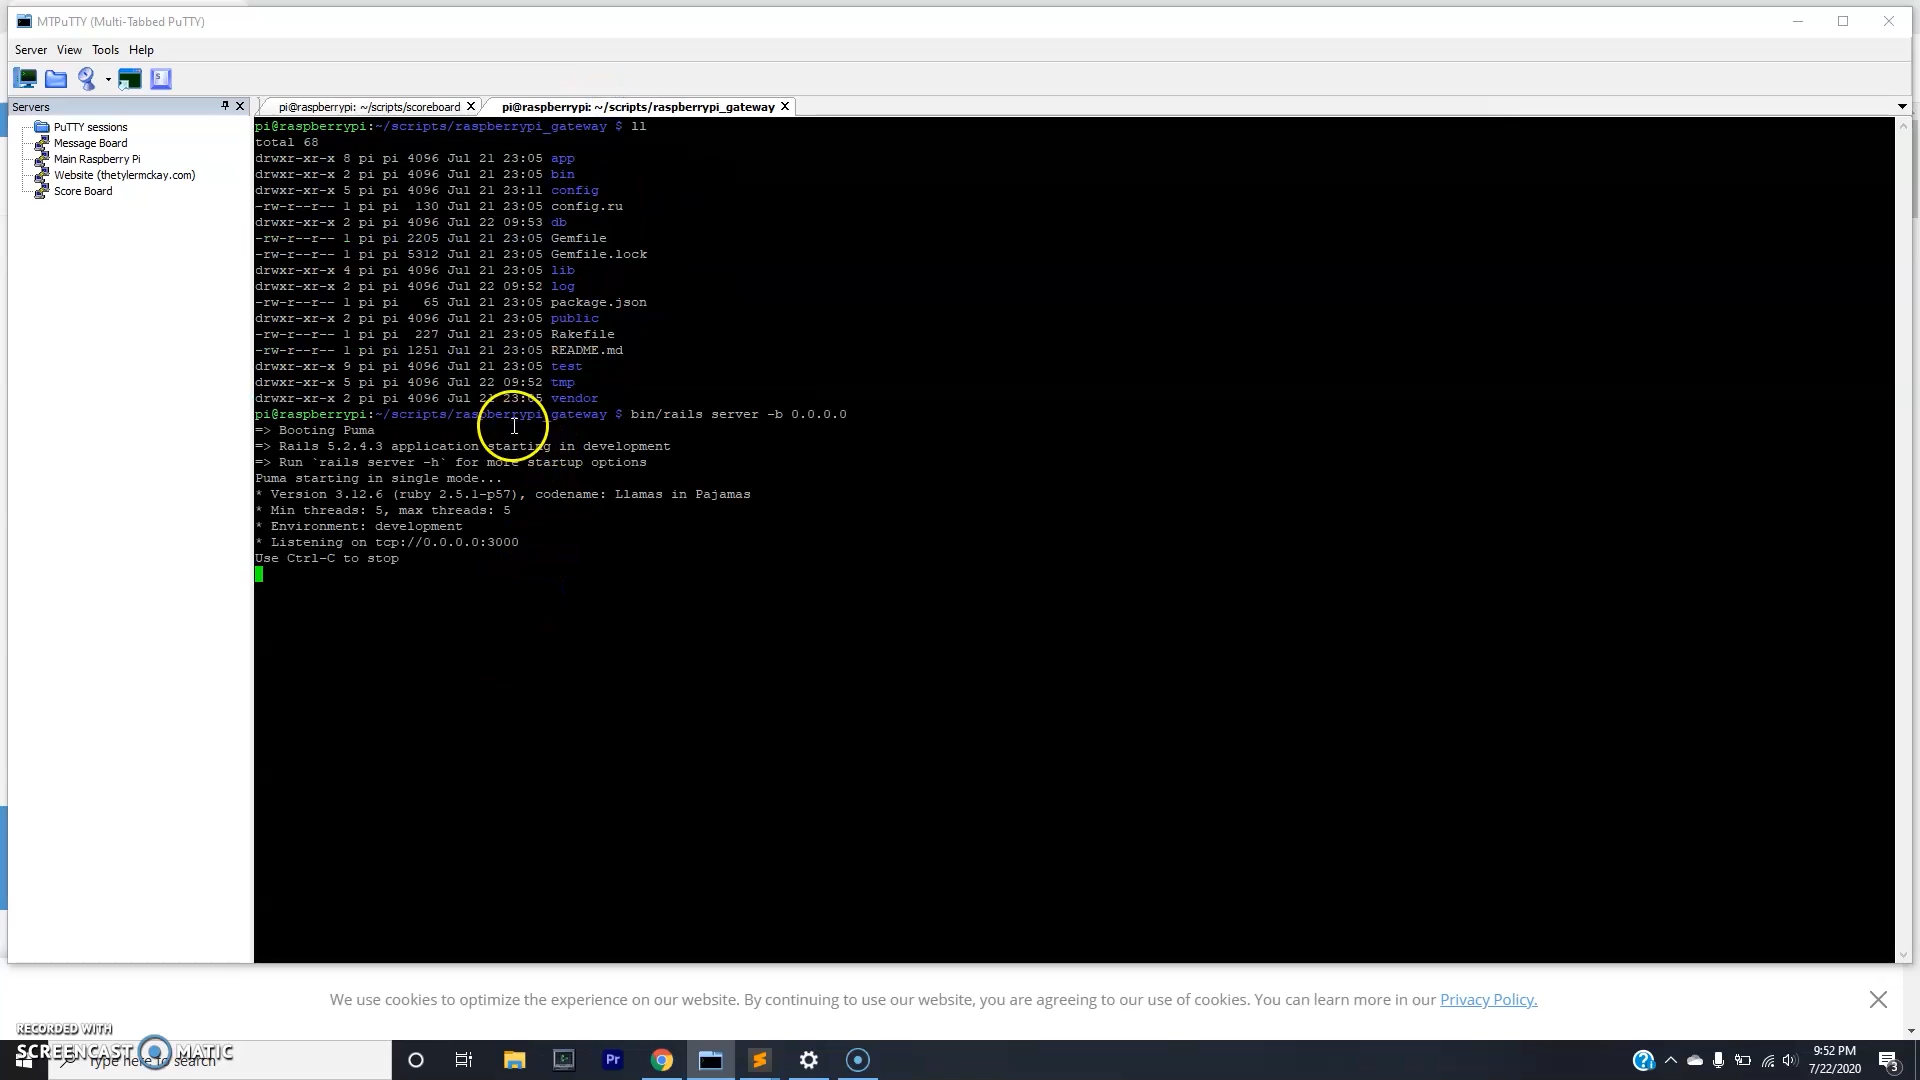 MTPuTTY (Multi-Tabbed PuTTY)
Server View Tools Help
Servers
PuTTY sessions
Message Board
Main Raspberry Pi
Website (thetylermckay.com)
Score Board
pi@raspberrypi: ~/scripts/scoreboard
pi@raspberrypi: ~/scripts/raspberrypi_gateway
pi@raspberrypi:~/scripts/raspberrypi_gateway $ ll
total 68
drwxr-xr-x 8 pi pi 4096 Jul 21 23:05 app
drwxr-xr-x 2 pi pi 4096 Jul 21 23:05 bin
drwxr-xr-x 5 pi pi 4096 Jul 21 23:11 config
-rw-r--r-- 1 pi pi  130 Jul 21 23:05 config.ru
drwxr-xr-x 2 pi pi 4096 Jul 22 09:53 db
-rw-r--r-- 1 pi pi 2205 Jul 21 23:05 Gemfile
-rw-r--r-- 1 pi pi 5312 Jul 21 23:05 Gemfile.lock
drwxr-xr-x 4 pi pi 4096 Jul 21 23:05 lib
drwxr-xr-x 2 pi pi 4096 Jul 22 09:52 log
-rw-r--r-- 1 pi pi   65 Jul 21 23:05 package.json
drwxr-xr-x 2 pi pi 4096 Jul 21 23:05 public
-rw-r--r-- 1 pi pi  227 Jul 21 23:05 Rakefile
-rw-r--r-- 1 pi pi 1251 Jul 21 23:05 README.md
drwxr-xr-x 9 pi pi 4096 Jul 21 23:05 test
drwxr-xr-x 5 pi pi 4096 Jul 22 09:52 tmp
drwxr-xr-x 2 pi pi 4096 Jul 21 23:05 vendor
pi@raspberrypi:~/scripts/raspberrypi_gateway $ bin/rails server -b 0.0.0.0
=> Booting Puma
=> Rails 5.2.4.3 application starting in development
=> Run `rails server -h` for more startup options
Puma starting in single mode...
* Version 3.12.6 (ruby 2.5.1-p57), codename: Llamas in Pajamas
* Min threads: 5, max threads: 5
* Environment: development
* Listening on tcp://0.0.0.0:3000
Use Ctrl-C to stop
We use cookies to optimize the experience on our website. By continuing to use our website, you are agreeing to our use of cookies. You can learn more in our Privacy Policy.
RECORDED WITH
SCREENCAST MATIC
Type here to search
Pr
9:52 PM
7/22/2020
3